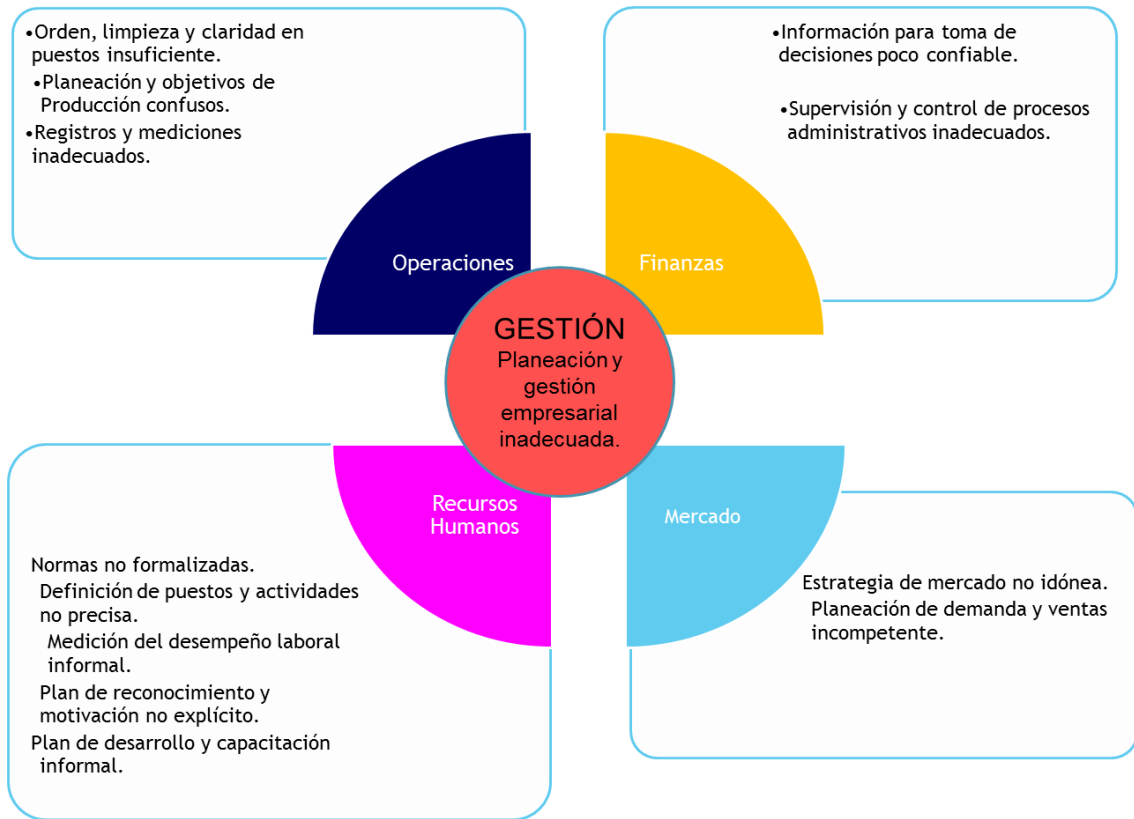 •Orden, limpieza y claridad en
puestos insuficiente.
•Planeación y objetivos de
Producción confusos.
•Registros y mediciones
inadecuados.
•Información para toma de
decisiones poco confiable.
•Supervisión y control de procesos
administrativos inadecuados.
Operaciones
Finanzas
GESTIÓN
Planeación y
gestión
empresarial
inadecuada.
Recursos
Humanos
Mercado
Normas no formalizadas.
Definición de puestos y actividades
no precisa.
Medición del desempeño laboral
informal.
Plan de reconocimiento y
motivación no explícito.
Plan de desarrollo y capacitación
informal.
Estrategia de mercado no idónea.
Planeación de demanda y ventas
incompetente.